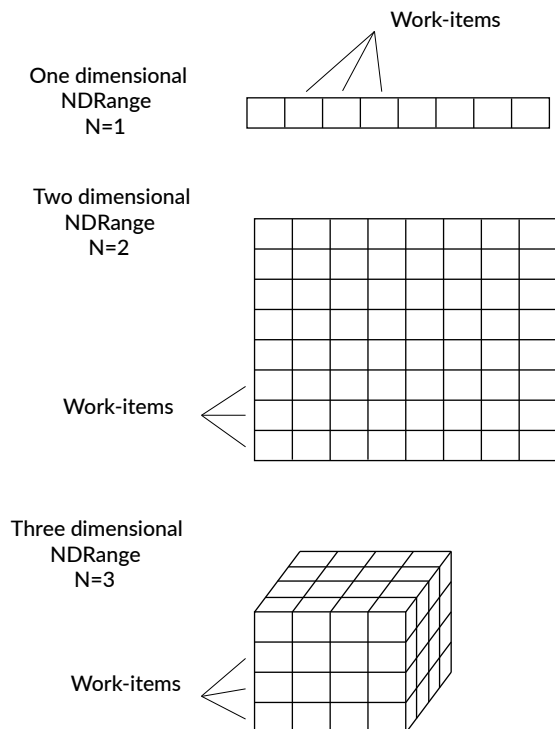 Work-items
One dimensional
NDRange
N=1
Two dimensional
NDRange
N=2
Work-items
Three dimensional
NDRange
N=3
Work-items